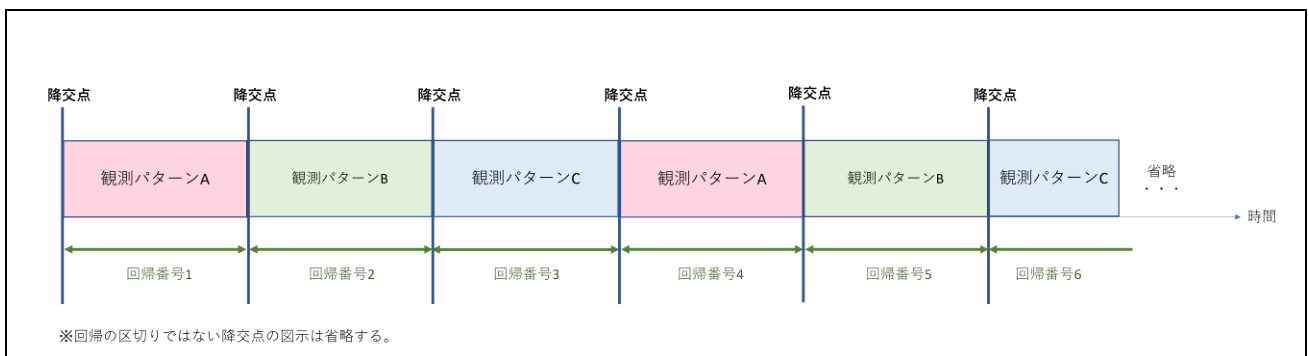 降交点 降交点 降交点 降交点 降交点 降交点
観測パターンA 観測パターンB 観測パターンC 観測パターンA 観測パターンB 観測パターンC 省略
・・・
時間
回帰番号1 回帰番号2 回帰番号3 回帰番号4 回帰番号5 回帰番号6
※回帰の区切りではない降交点の図示は省略する。